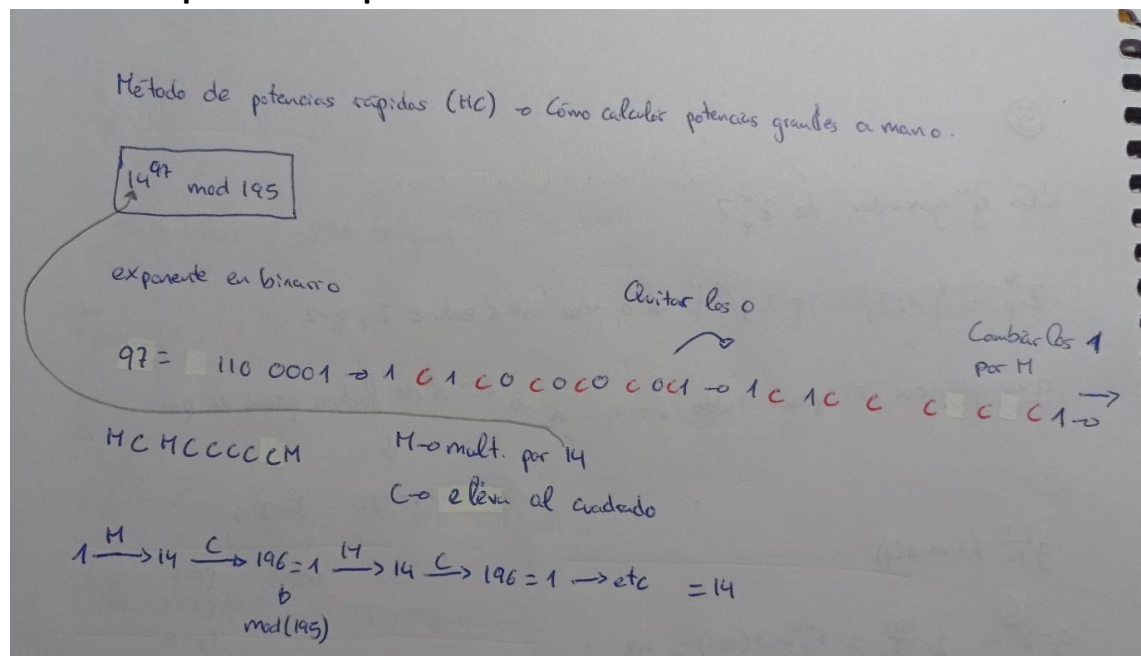 Método de potencias rápidas (MC) → Cómo calcular potencias grandes a mano.
14^97 mod 195
exponente en binario
Quitar los 0
Cambiar los 1
por M
97 = 110 0001 → 1 C 1 C 0 C 0 C 0 C 0 C 1 → 1 C 1 C C C C C 1 →
M C M C C C C C M
M → mult. por 14
C → elevar al cuadrado
1 M→ 14 C→ 196 = 1 M→ 14 C→ 196 = 1 → etc = 14
mod(195)